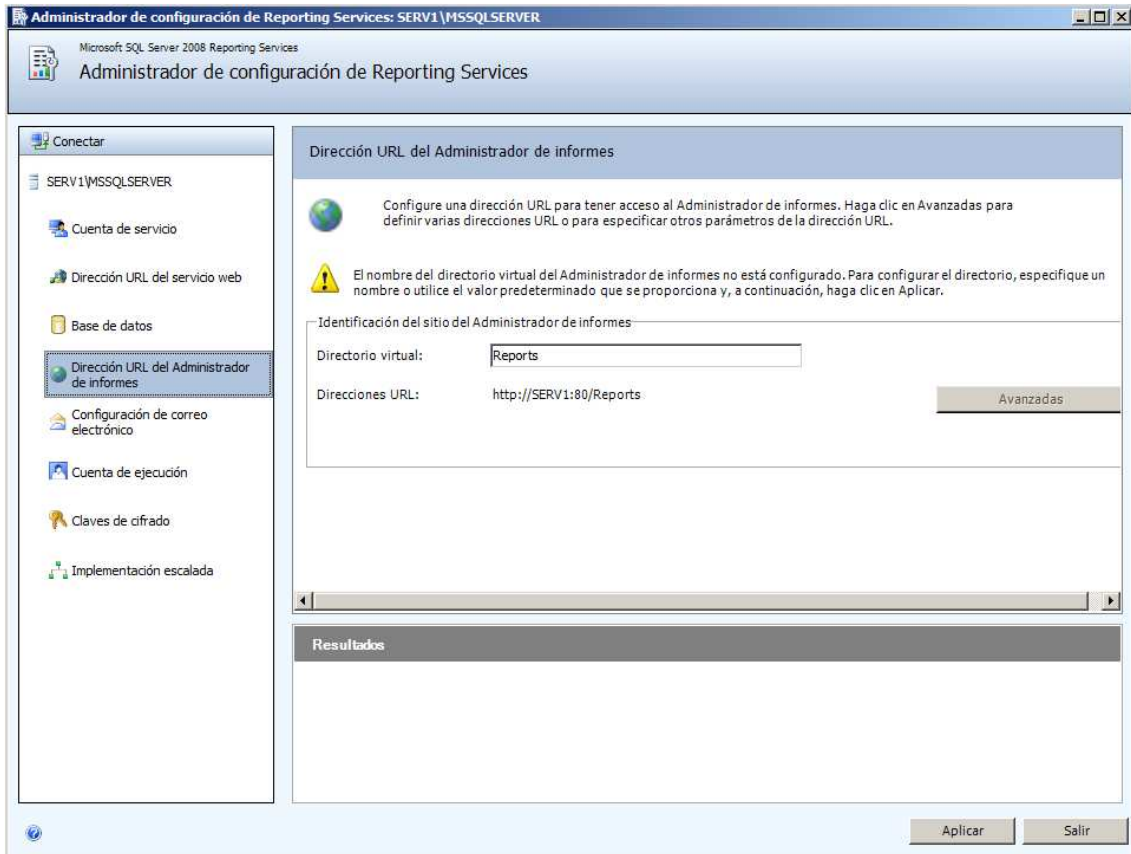 Administrador de configuración de Reporting Services: SERV1\MSSQLSERVER
Microsoft SQL Server 2008 Reporting Services
Administrador de configuración de Reporting Services
Conectar
SERV1\MSSQLSERVER
Cuenta de servicio
Dirección URL del servicio web
Base de datos
Dirección URL del Administrador
de informes
Configuración de correo
electrónico
Cuenta de ejecución
Claves de cifrado
Implementación escalada
Dirección URL del Administrador de informes
Configure una dirección URL para tener acceso al Administrador de informes. Haga clic en Avanzadas para
definir varias direcciones URL o para especificar otros parámetros de la dirección URL.
El nombre del directorio virtual del Administrador de informes no está configurado. Para configurar el directorio, especifique un
nombre o utilice el valor predeterminado que se proporciona y, a continuación, haga clic en Aplicar.
Identificación del sitio del Administrador de informes
Directorio virtual: Reports
Direcciones URL: http://SERV1:80/Reports
Avanzadas
Resultados
Aplicar Salir